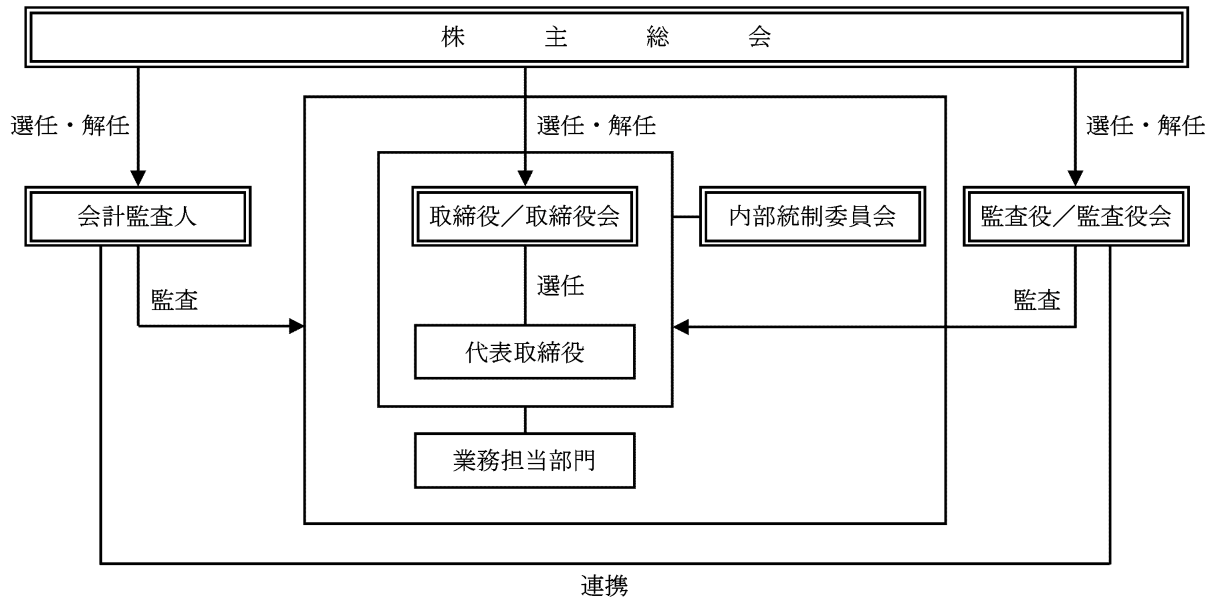 株主総会
選任・解任
選任・解任
選任・解任
会計監査人
取締役／取締役会
内部統制委員会
監査役／監査役会
選任
監査
監査
代表取締役
業務担当部門
連携